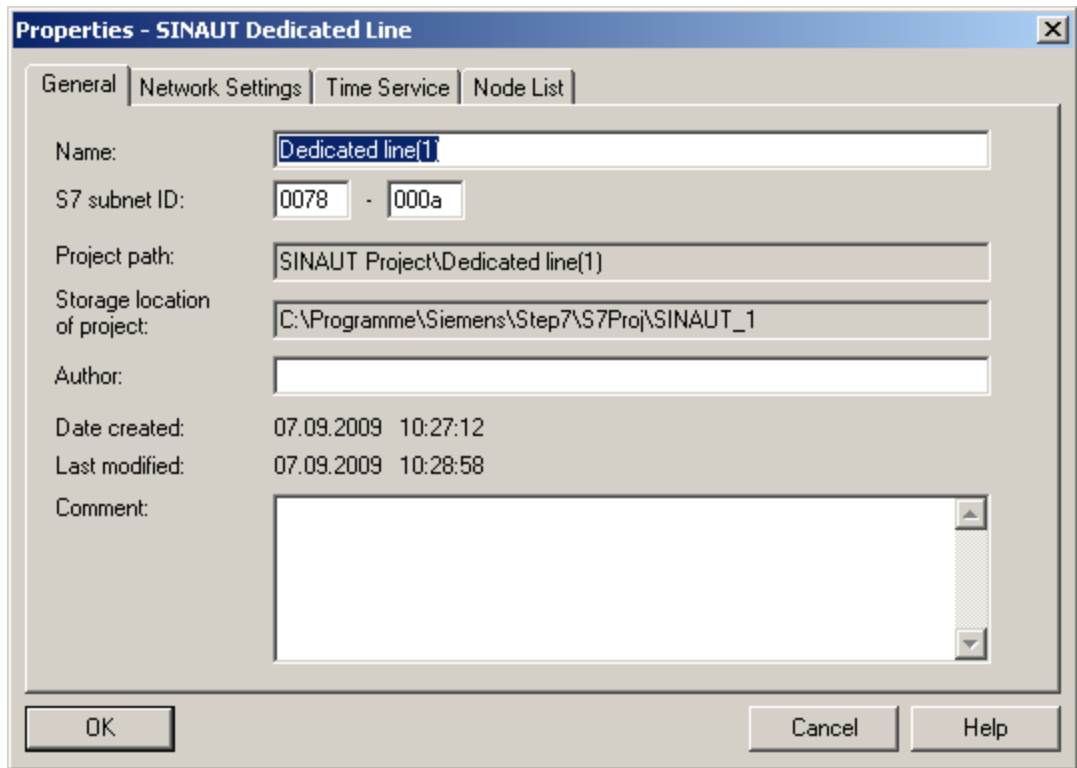 Properties - SINAUT Dedicated Line
General Network Settings Time Service Node List
Name: Dedicated line(1)
S7 subnet ID: 0078 - 000a
Project path: SINAUT Project\Dedicated line(1)
Storage location
of project: C:\Programme\Siemens\Step7\S7Proj\SINAUT_1
Author:
Date created: 07.09.2009 10:27:12
Last modified: 07.09.2009 10:28:58
Comment:
OK Cancel Help